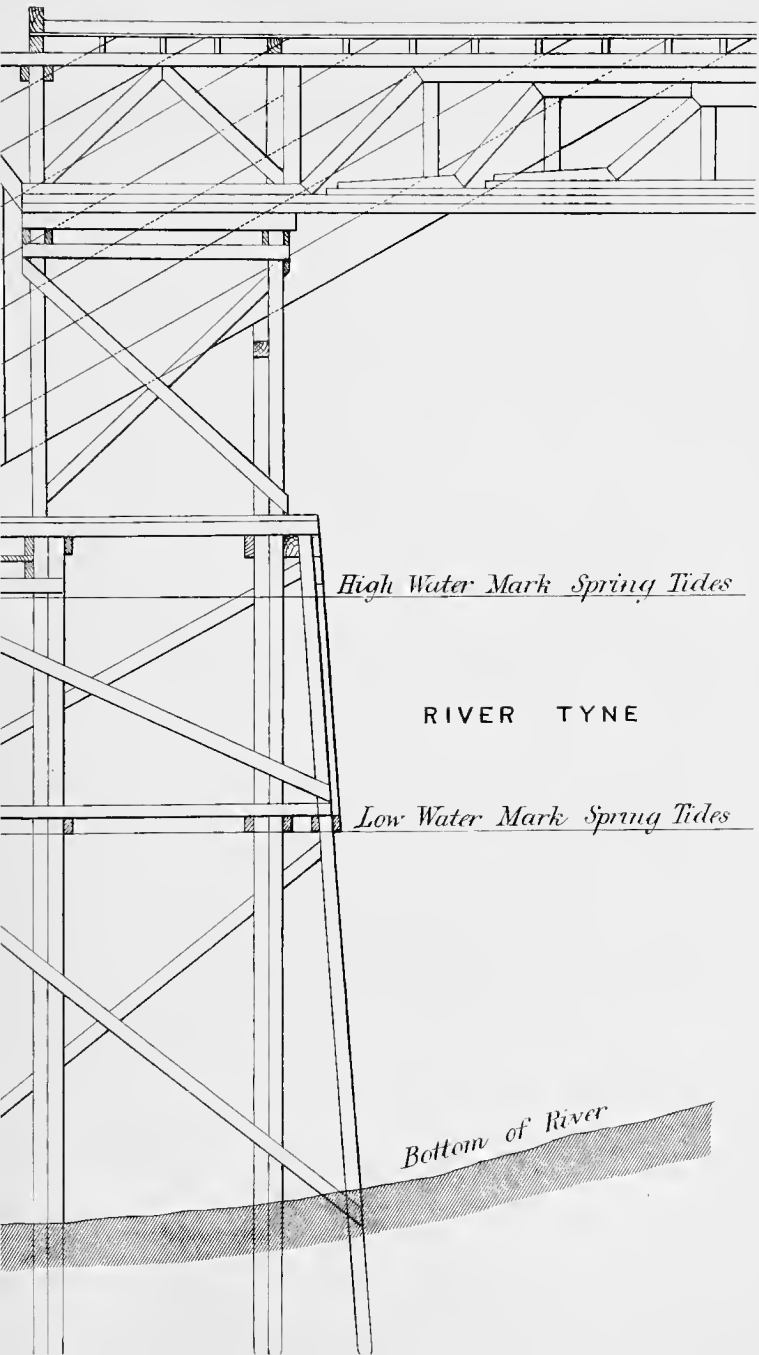 High Water Mark Spring Tides
RIVER TYNE
Low Water Mark Spring Tides
Bottom of River